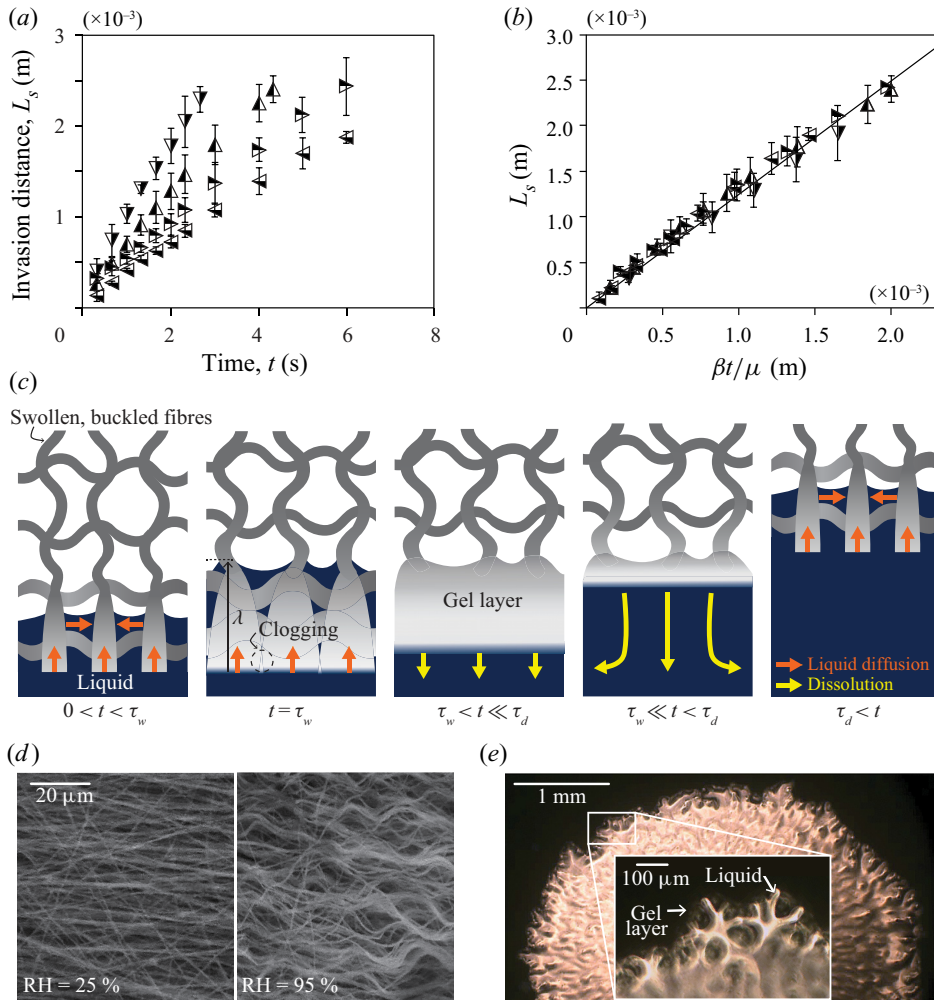 (a)
(×10⁻³)
3
2
1
0
2
4
6
8
Invasion distance, Lₛ (m)
Time, t (s)
(b)
(×10⁻³)
3.0
2.5
2.0
1.5
1.0
0.5
0
0.5
1.0
1.5
2.0
Lₛ (m)
(×10⁻³)
βt/μ (m)
(c)
Swollen, buckled fibres
Liquid
λ
Clogging
Gel layer
Liquid diffusion
Dissolution
0 < t < τ_w
t = τ_w
τ_w < t ≪ τ_d
τ_w ≪ t < τ_d
τ_d < t
(d)
20 μm
RH = 25 %
RH = 95 %
(e)
1 mm
100 μm
Liquid
Gel
layer